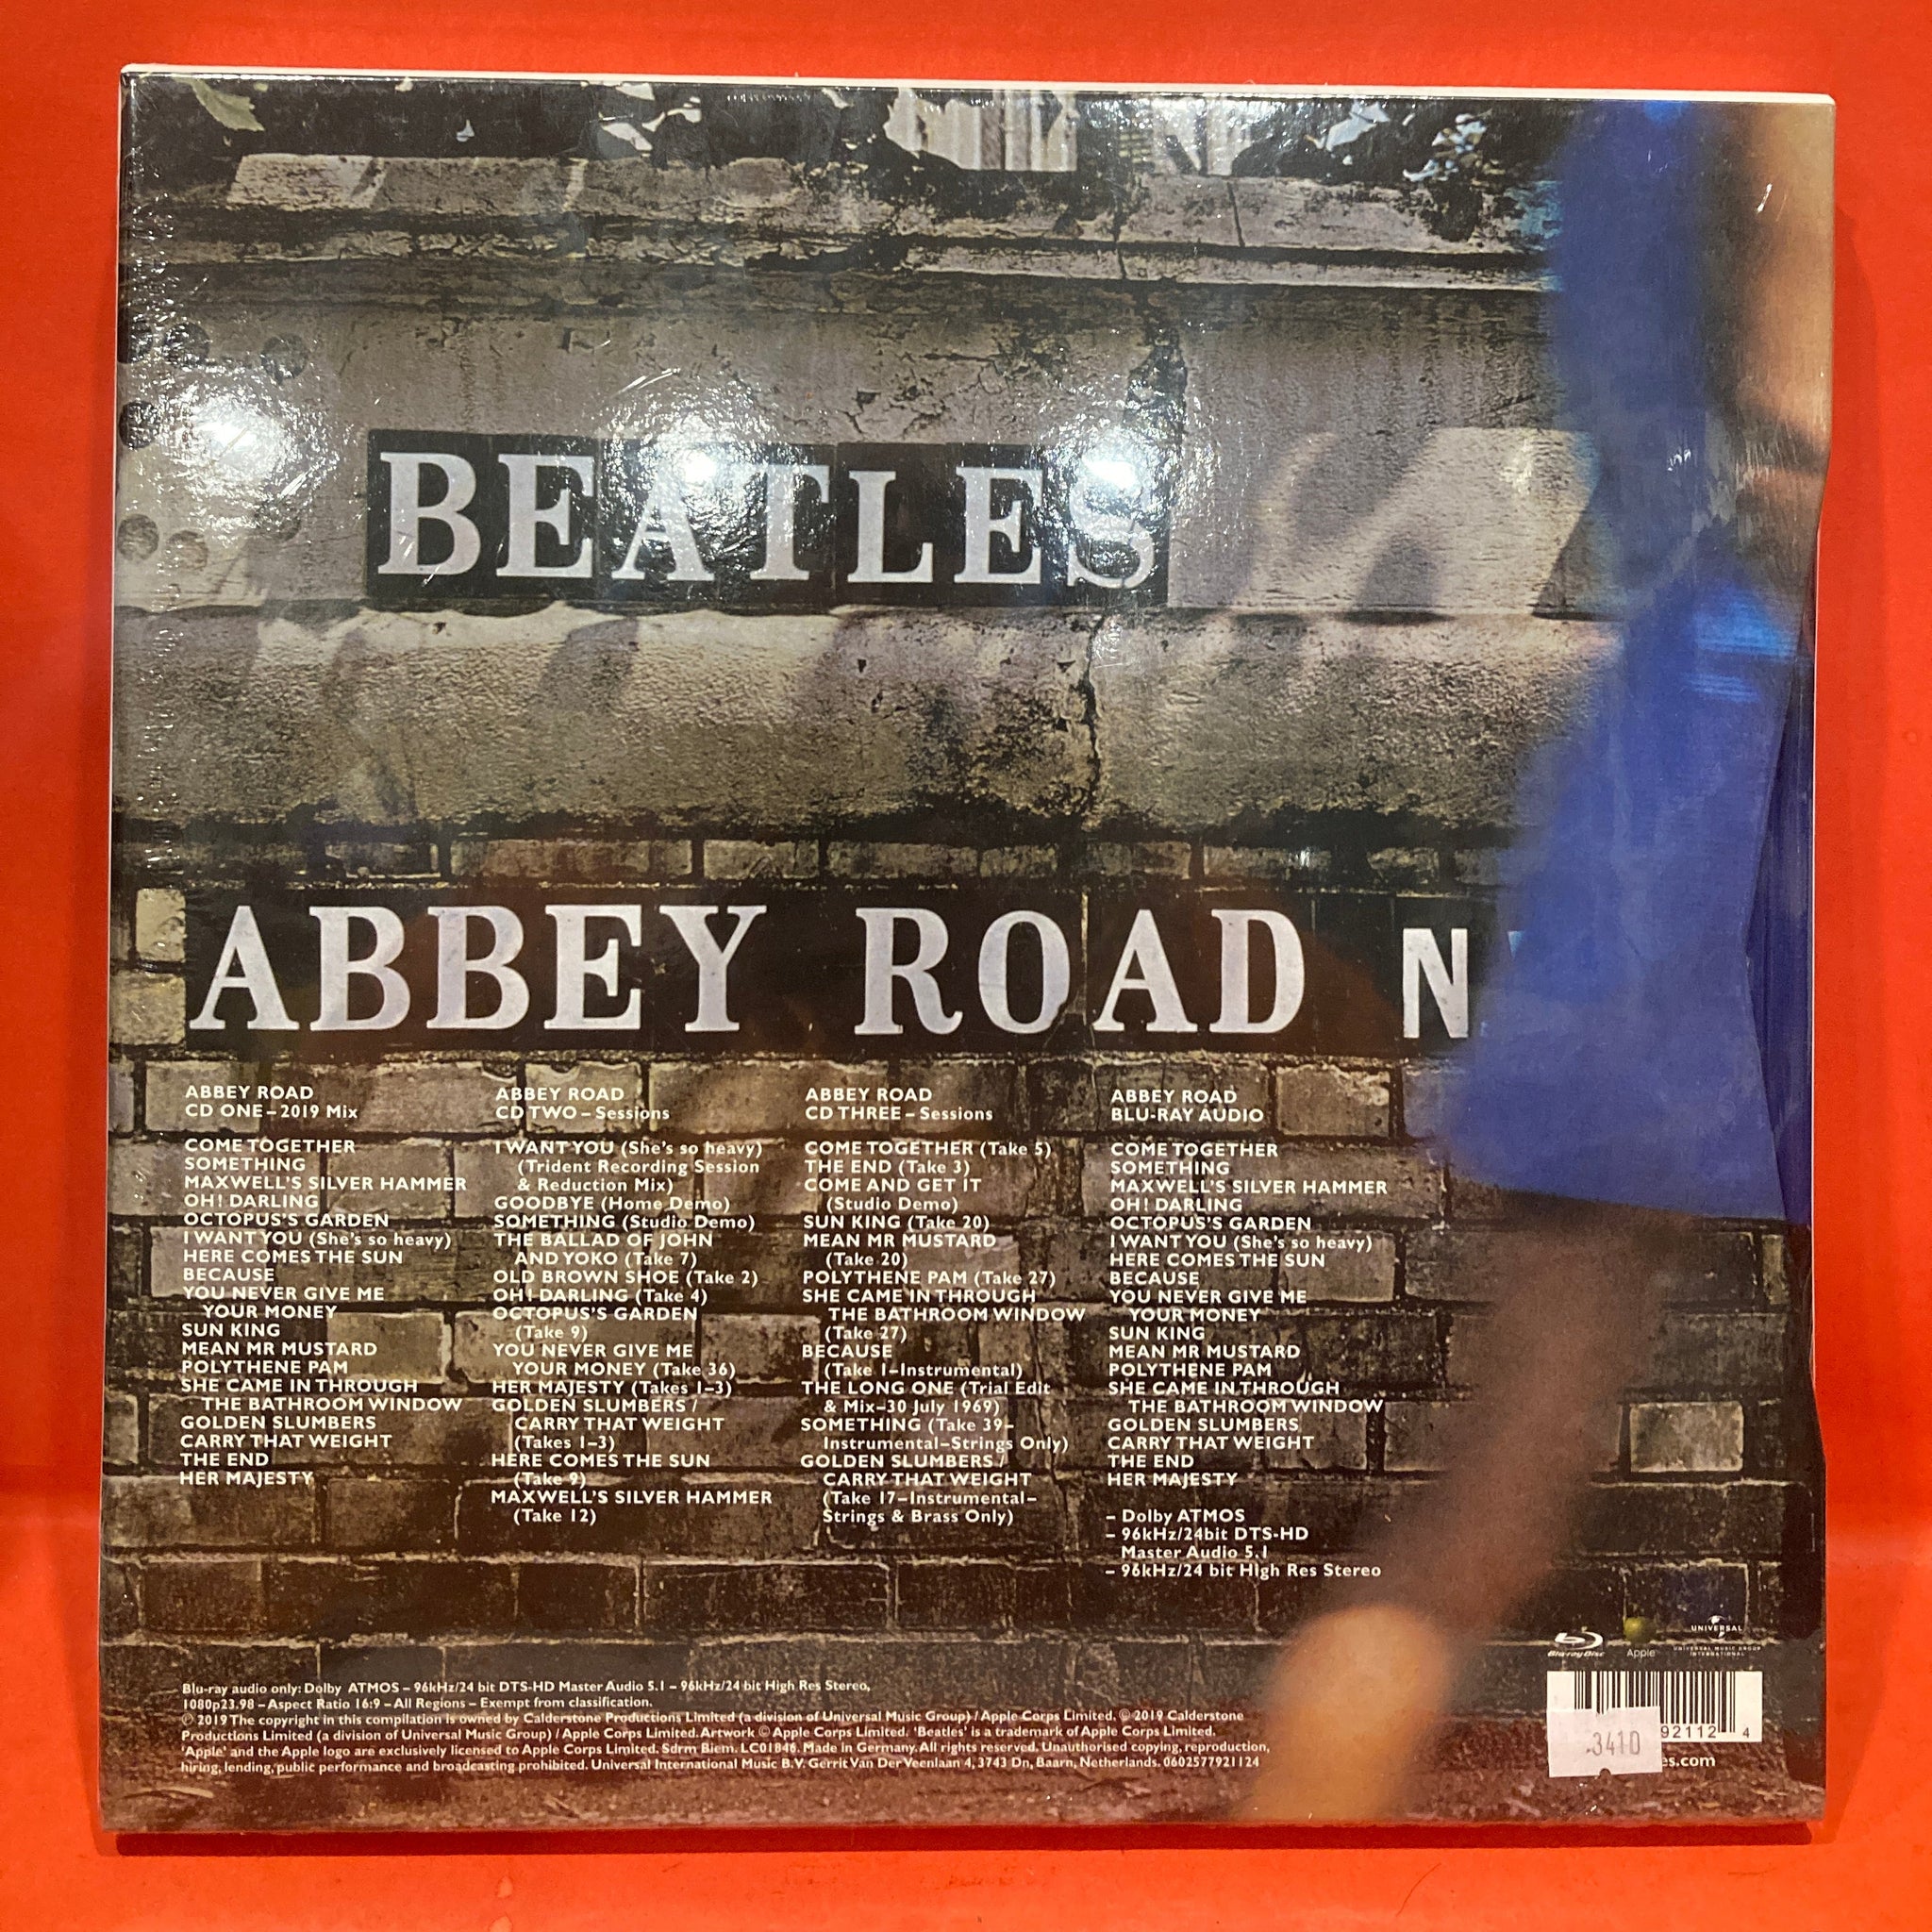 BEATLES
ABBEY ROAD N
ABBEY ROAD
CD ONE – 2019 Mix
COME TOGETHER
SOMETHING
MAXWELL'S SILVER HAMMER
OH! DARLING
OCTOPUS'S GARDEN
I WANT YOU (She's so heavy)
HERE COMES THE SUN
BECAUSE
YOU NEVER GIVE ME
YOUR MONEY
SUN KING
MEAN MR MUSTARD
POLYTHENE PAM
SHE CAME IN THROUGH
THE BATHROOM WINDOW
GOLDEN SLUMBERS
CARRY THAT WEIGHT
THE END
HER MAJESTY
ABBEY ROAD
CD TWO – Sessions
I WANT YOU (She's so heavy)
(Trident Recording Session
& Reduction Mix)
GOODBYE (Home Demo)
SOMETHING (Studio Demo)
THE BALLAD OF JOHN
AND YOKO (Take 7)
OLD BROWN SHOE (Take 2)
OH! DARLING (Take 4)
OCTOPUS'S GARDEN
(Take 9)
YOU NEVER GIVE ME
YOUR MONEY (Take 36)
HER MAJESTY (Takes 1–3)
GOLDEN SLUMBERS /
CARRY THAT WEIGHT
(Takes 1–3)
HERE COMES THE SUN
(Take 9)
MAXWELL'S SILVER HAMMER
(Take 12)
ABBEY ROAD
CD THREE – Sessions
COME TOGETHER (Take 5)
THE END (Take 3)
COME AND GET IT
(Studio Demo)
SUN KING (Take 20)
MEAN MR MUSTARD
(Take 20)
POLYTHENE PAM (Take 27)
SHE CAME IN THROUGH
THE BATHROOM WINDOW
(Take 27)
BECAUSE
(Take 1–Instrumental)
THE LONG ONE (Trial Edit
& Mix–30 July 1969)
SOMETHING (Take 39–
Instrumental–Strings Only)
GOLDEN SLUMBERS /
CARRY THAT WEIGHT
(Take 17–Instrumental–
Strings & Brass Only)
ABBEY ROAD
BLU-RAY AUDIO
COME TOGETHER
SOMETHING
MAXWELL'S SILVER HAMMER
OH! DARLING
OCTOPUS'S GARDEN
I WANT YOU (She's so heavy)
HERE COMES THE SUN
BECAUSE
YOU NEVER GIVE ME
YOUR MONEY
SUN KING
MEAN MR MUSTARD
POLYTHENE PAM
SHE CAME IN THROUGH
THE BATHROOM WINDOW
GOLDEN SLUMBERS
CARRY THAT WEIGHT
THE END
HER MAJESTY
– Dolby ATMOS
– 96kHz/24bit DTS-HD
Master Audio 5.1
– 96kHz/24 bit High Res Stereo
Blu-ray Disc
Apple
UNIVERSAL
UNIVERSAL MUSIC GROUP
INTERNATIONAL
Blu-ray audio only: Dolby ATMOS – 96kHz/24 bit DTS-HD Master Audio 5.1 – 96kHz/24 bit High Res Stereo,
1080p23.98 – Aspect Ratio 16:9 – All Regions – Exempt from classification.
℗ 2019 The copyright in this compilation is owned by Calderstone Productions Limited (a division of Universal Music Group) / Apple Corps Limited. © 2019 Calderstone
Productions Limited (a division of Universal Music Group) / Apple Corps Limited. Artwork © Apple Corps Limited. 'Beatles' is a trademark of Apple Corps Limited.
'Apple' and the Apple logo are exclusively licensed to Apple Corps Limited. Sdrm Biem. LC01846. Made in Germany. All rights reserved. Unauthorised copying, reproduction,
hiring, lending, public performance and broadcasting prohibited. Universal International Music B.V. Gerrit Van Der Veenlaan 4, 3743 Dn, Baarn, Netherlands. 0602577921124
92112 4
.3410
es.com